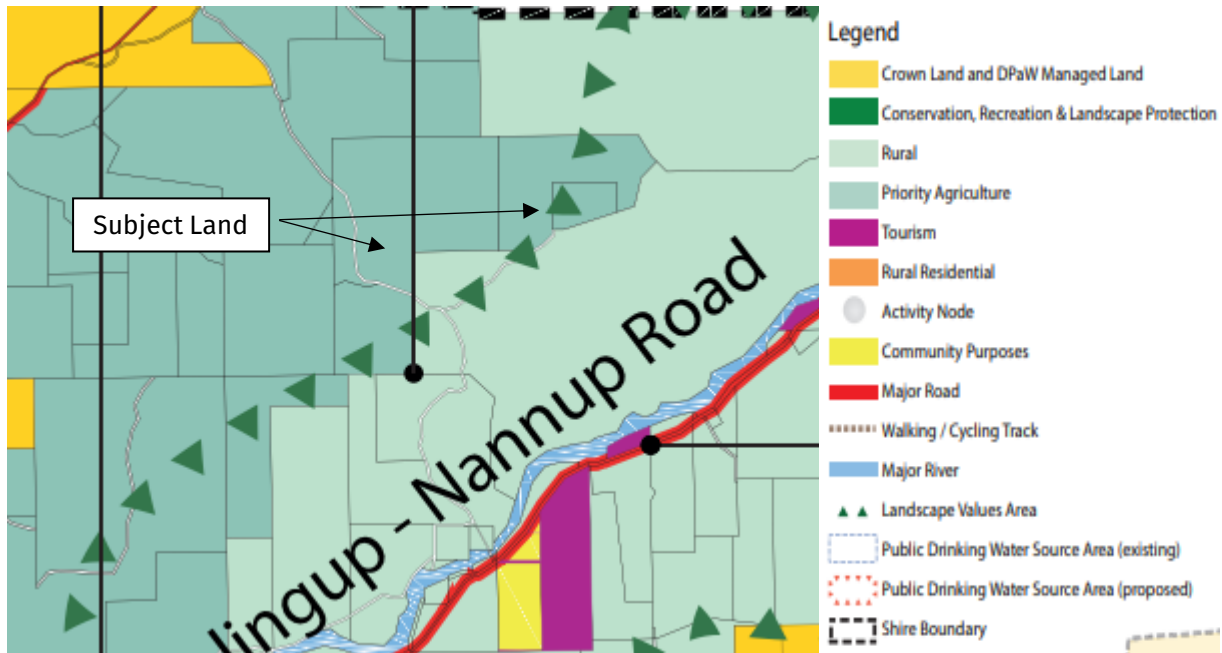 Subject Land
lingup - Nannup Road
Legend
Crown Land and DPaW Managed Land
Conservation, Recreation & Landscape Protection
Rural
Priority Agriculture
Tourism
Rural Residential
Activity Node
Community Purposes
Major Road
Walking / Cycling Track
Major River
Landscape Values Area
Public Drinking Water Source Area (existing)
Public Drinking Water Source Area (proposed)
Shire Boundary